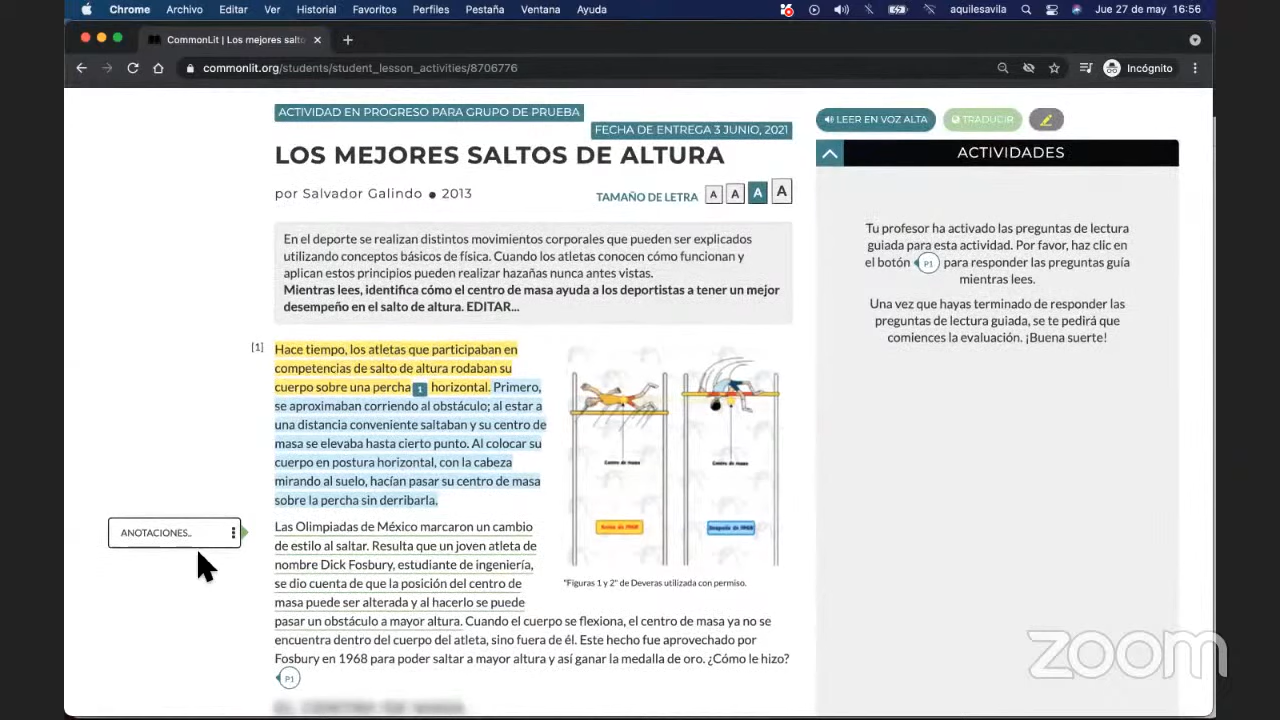 Chrome Archivo Editar Ver Historial Favoritos Perfiles Pestaña Ventana Ayuda aquilesavila Jue 27 de may 16:56
CommonLit | Los mejores salto
commonlit.org/students/student_lesson_activities/8706776 Incógnito
ACTIVIDAD EN PROGRESO PARA GRUPO DE PRUEBA
FECHA DE ENTREGA 3 JUNIO, 2021
LOS MEJORES SALTOS DE ALTURA
por Salvador Galindo ● 2013
TAMAÑO DE LETRA A A A A
En el deporte se realizan distintos movimientos corporales que pueden ser explicados
utilizando conceptos básicos de física. Cuando los atletas conocen cómo funcionan y
aplican estos principios pueden realizar hazañas nunca antes vistas.
Mientras lees, identifica cómo el centro de masa ayuda a los deportistas a tener un mejor
desempeño en el salto de altura. EDITAR...
[1] Hace tiempo, los atletas que participaban en
competencias de salto de altura rodaban su
cuerpo sobre una percha 1 horizontal. Primero,
se aproximaban corriendo al obstáculo; al estar a
una distancia conveniente saltaban y su centro de
masa se elevaba hasta cierto punto. Al colocar su
cuerpo en postura horizontal, con la cabeza
mirando al suelo, hacían pasar su centro de masa
sobre la percha sin derribarla.
Centro de masa
Centro de masa
Antes de 1968
Después de 1968
"Figuras 1 y 2" de Deveras utilizada con permiso.
ANOTACIONES..
Las Olimpiadas de México marcaron un cambio
de estilo al saltar. Resulta que un joven atleta de
nombre Dick Fosbury, estudiante de ingeniería,
se dio cuenta de que la posición del centro de
masa puede ser alterada y al hacerlo se puede
pasar un obstáculo a mayor altura. Cuando el cuerpo se flexiona, el centro de masa ya no se
encuentra dentro del cuerpo del atleta, sino fuera de él. Este hecho fue aprovechado por
Fosbury en 1968 para poder saltar a mayor altura y así ganar la medalla de oro. ¿Cómo le hizo?
P1
LEER EN VOZ ALTA TRADUCIR
ACTIVIDADES
Tu profesor ha activado las preguntas de lectura
guiada para esta actividad. Por favor, haz clic en
el botón P1 para responder las preguntas guía
mientras lees.
Una vez que hayas terminado de responder las
preguntas de lectura guiada, se te pedirá que
comiences la evaluación. ¡Buena suerte!
zoom